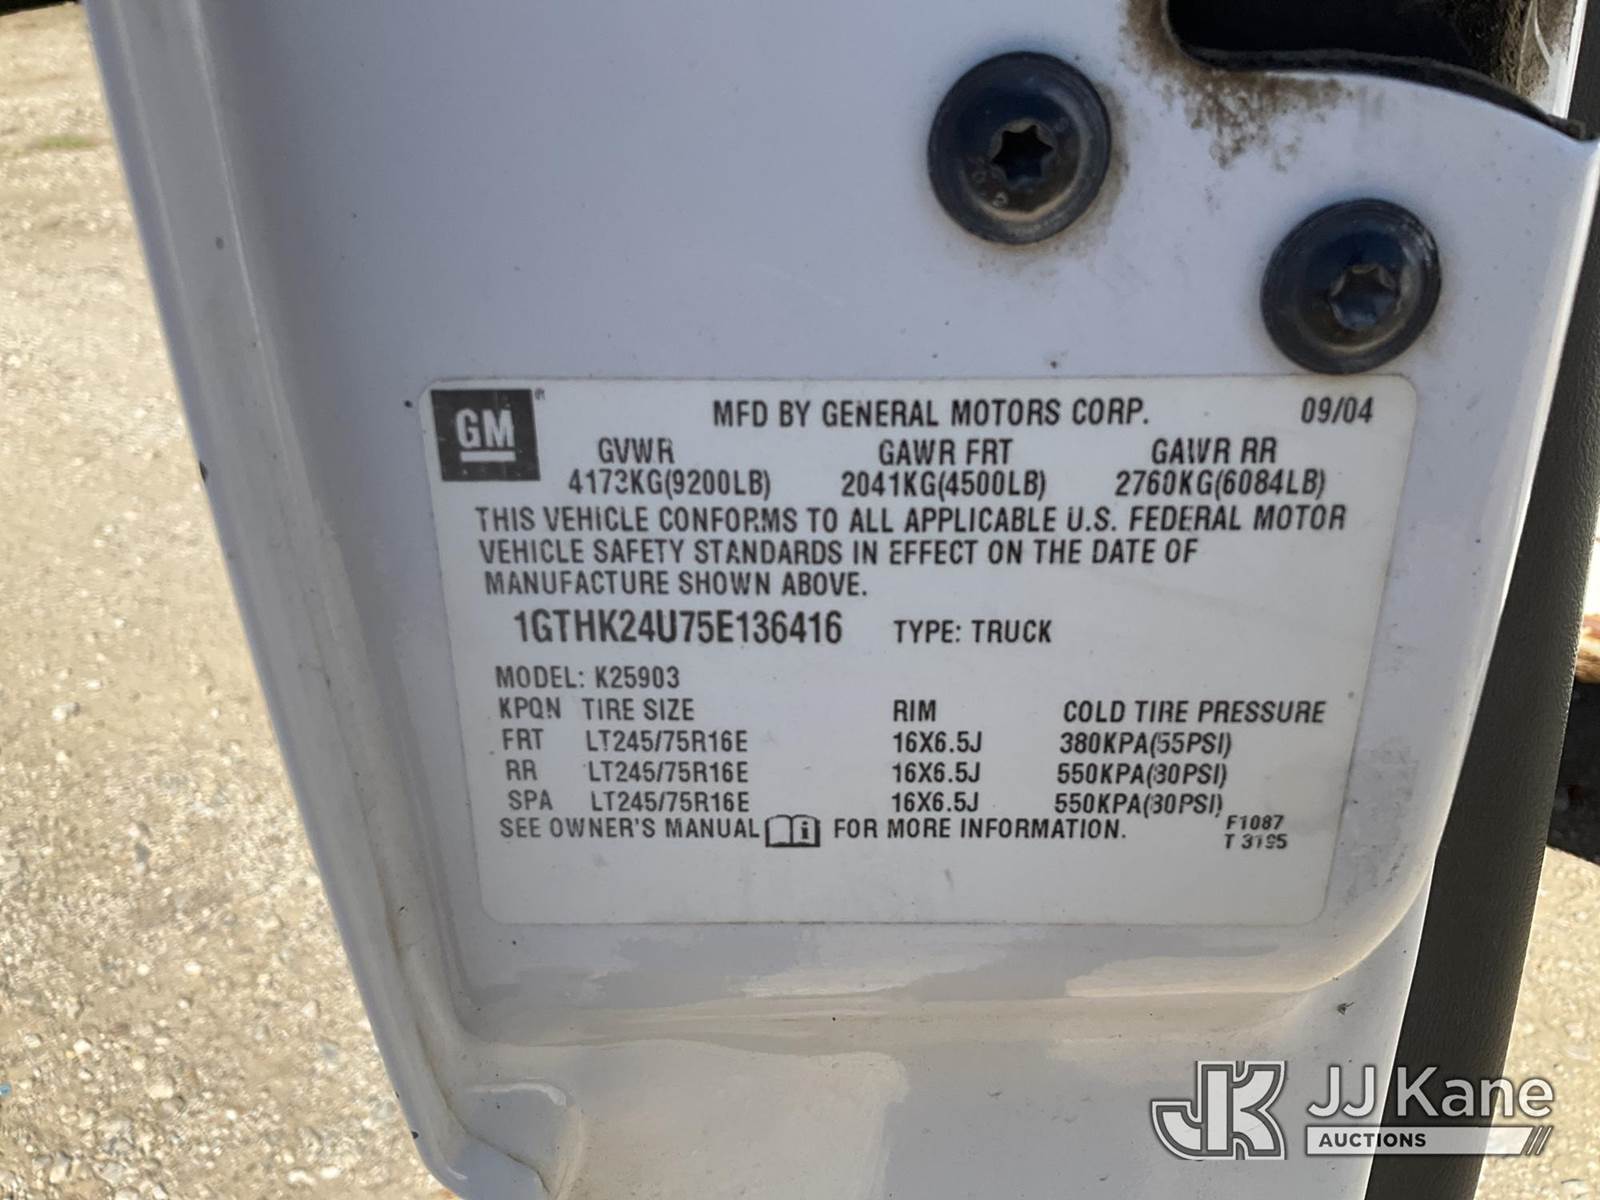 GM
MFD BY GENERAL MOTORS CORP. 09/04
GVWR GAWR FRT GAWR RR
4173KG(9200LB) 2041KG(4500LB) 2760KG(6084LB)
THIS VEHICLE CONFORMS TO ALL APPLICABLE U.S. FEDERAL MOTOR
VEHICLE SAFETY STANDARDS IN EFFECT ON THE DATE OF
MANUFACTURE SHOWN ABOVE.
1GTHK24U75E136416 TYPE: TRUCK
MODEL: K25903
KPQN TIRE SIZE RIM COLD TIRE PRESSURE
FRT LT245/75R16E 16X6.5J 380KPA(55PSI)
RR LT245/75R16E 16X6.5J 550KPA(80PSI)
SPA LT245/75R16E 16X6.5J 550KPA(80PSI)
SEE OWNER'S MANUAL i FOR MORE INFORMATION.
F1087
T 3195
JK JJ Kane
AUCTIONS